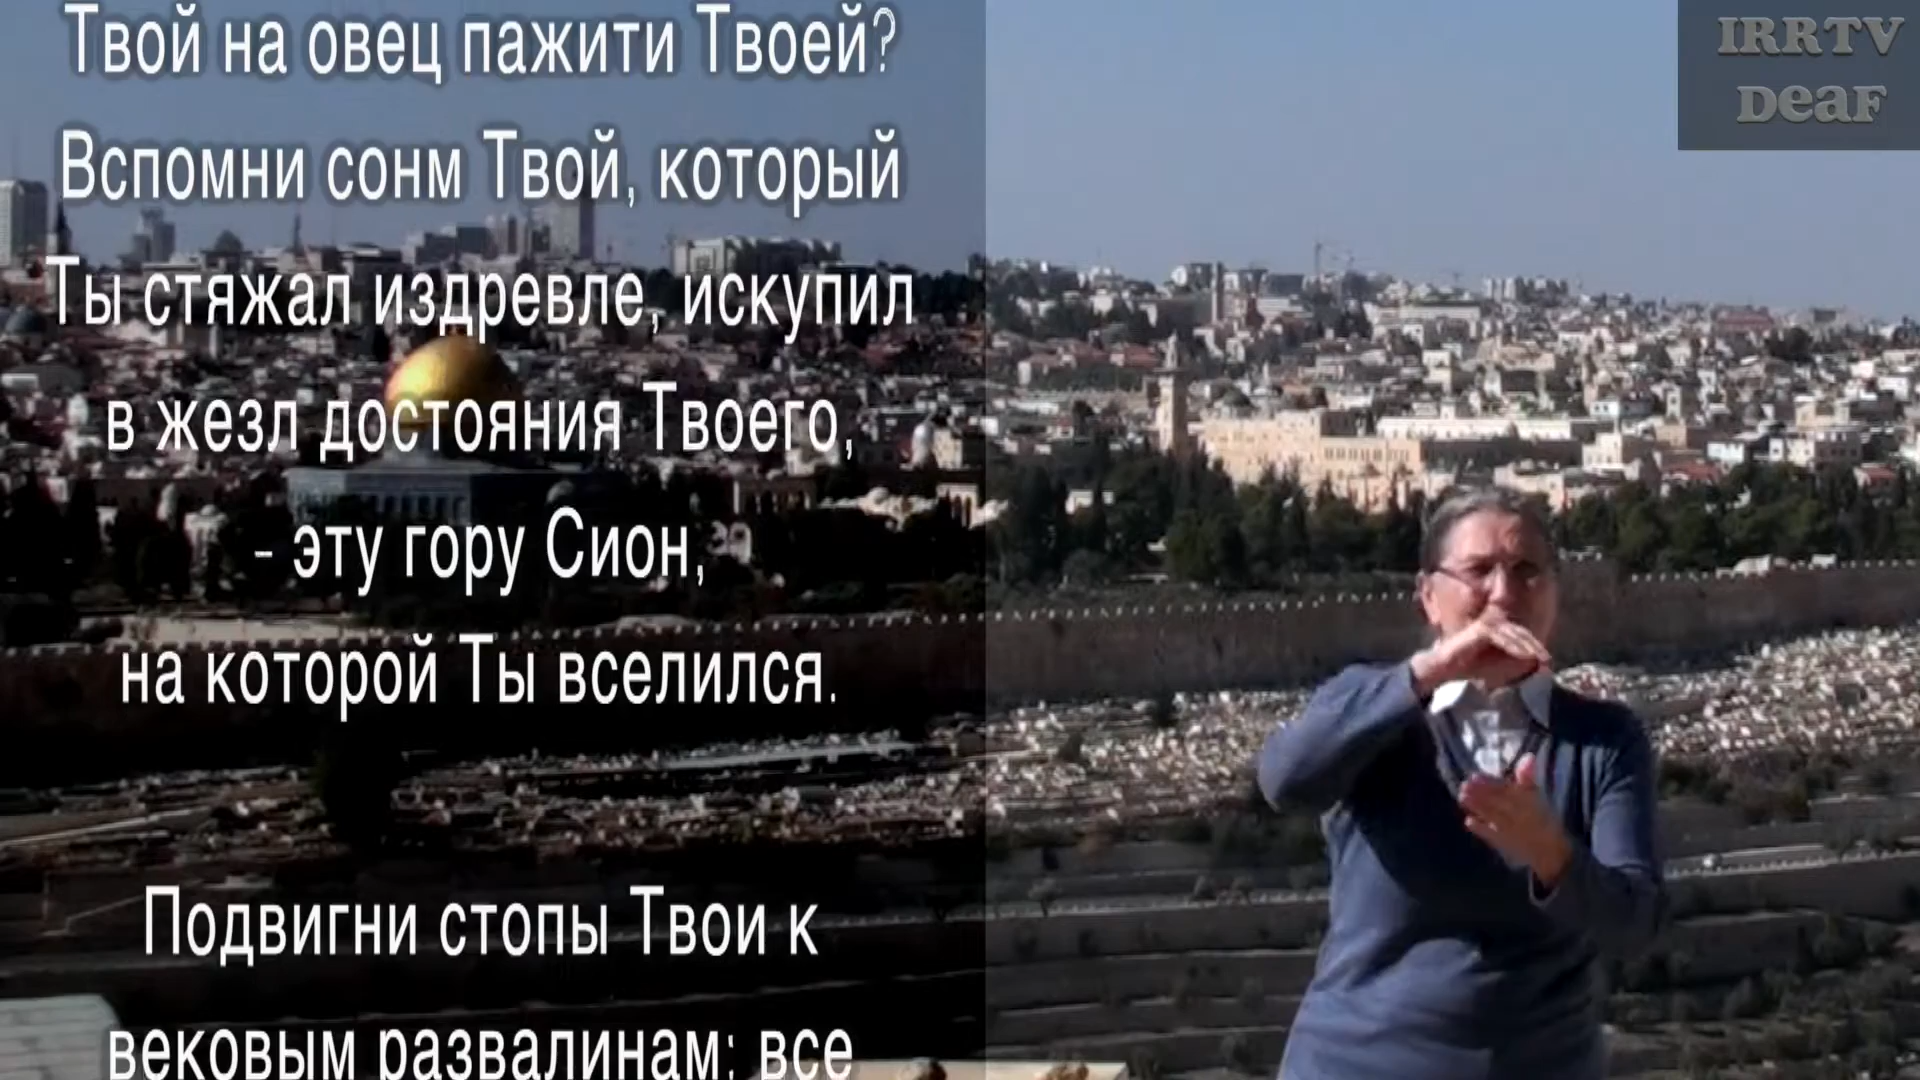 Твой на овец пажити Твоей?
Вспомни сонм Твой, который
Ты стяжал издревле, искупил
в жезл достояния Твоего,
- эту гору Сион,
на которой Ты вселился.
Подвигни стопы Твои к
вековым развалинам: все
IRRTV
Deaf